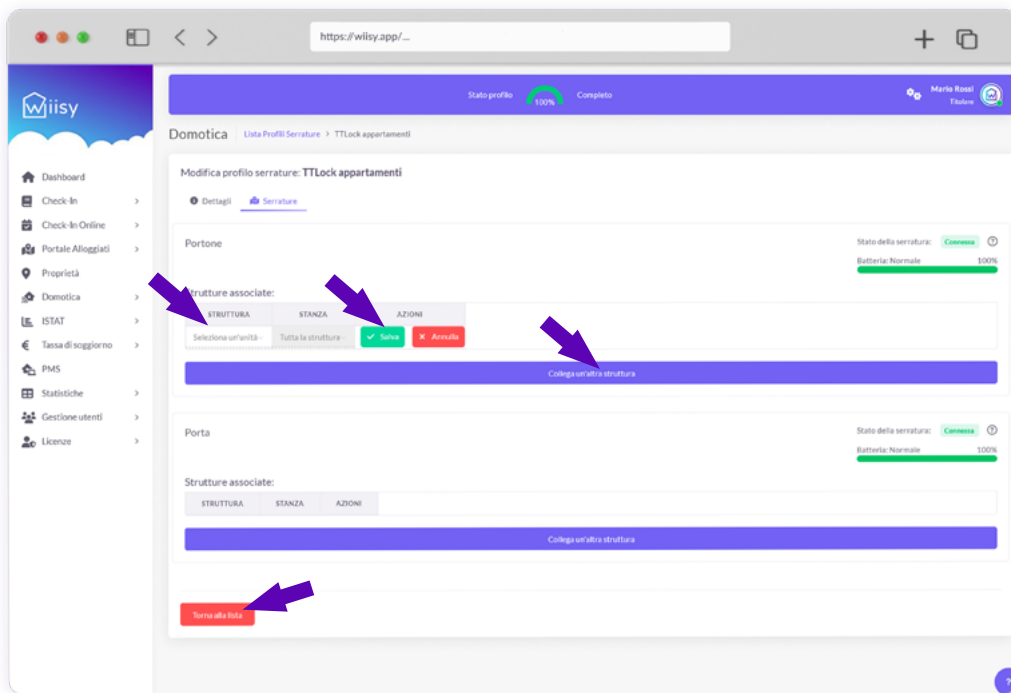 https://wiisy.app/...
wiisy
Stato profilo 100% Completo
Mario Rossi
Titolare
Domotica Lista Profili Serrature > TTLock appartamenti
Dashboard
Check-In
Check-In Online
Portale Alloggiati
Proprietà
Domotica
ISTAT
Tassa di soggiorno
PMS
Statistiche
Gestione utenti
Licenze
Modifica profilo serrature: TTLock appartamenti
Dettagli Serrature
Portone
Stato della serratura: Connessa
Batteria: Normale 100%
Strutture associate:
STRUTTURA STANZA AZIONI
Seleziona un'unità Tutta la struttura Salva Annulla
Collega un'altra struttura
Porta
Stato della serratura: Connessa
Batteria: Normale 100%
Strutture associate:
STRUTTURA STANZA AZIONI
Collega un'altra struttura
Torna alla lista
?